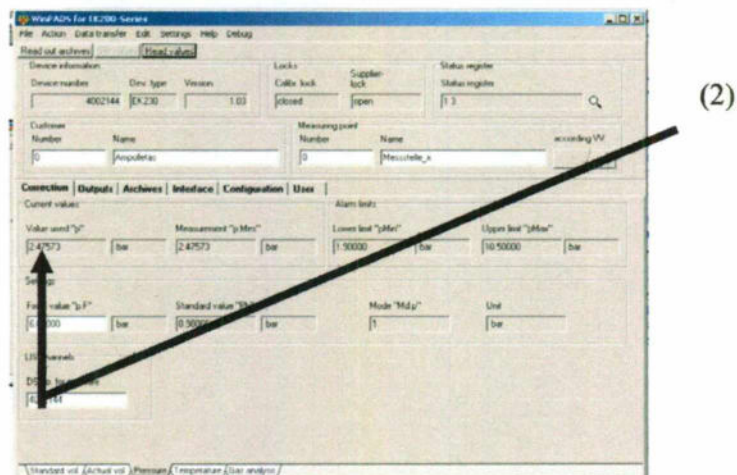 WinPADS for EK200-Series
File Action Data transfer Edit Settings Help Debug
Read out archives Read values
Device information Locks Status register
Device number Dev. type Version Calibr. lock Supplier-lock Status register
4002144 EK230 1.03 closed open 1 3
(2)
Customer Measuring point
Number Name Number Name according VV
0 Ampuletas 0 Messstelle_x
Correction Outputs Archives Interface Configuration User
Current values Alarm limits
Value used "p" Measurement "p.Mes" Lower limit "pMin" Upper limit "pMax"
2.47573 bar 2.47573 bar 1.90000 bar 10.50000 bar
value "p.F" Standard value Mode "Md.p" Unit
bar bar 1 bar
Standard vol. Actual vol. Pressure Temperature Gas analysis